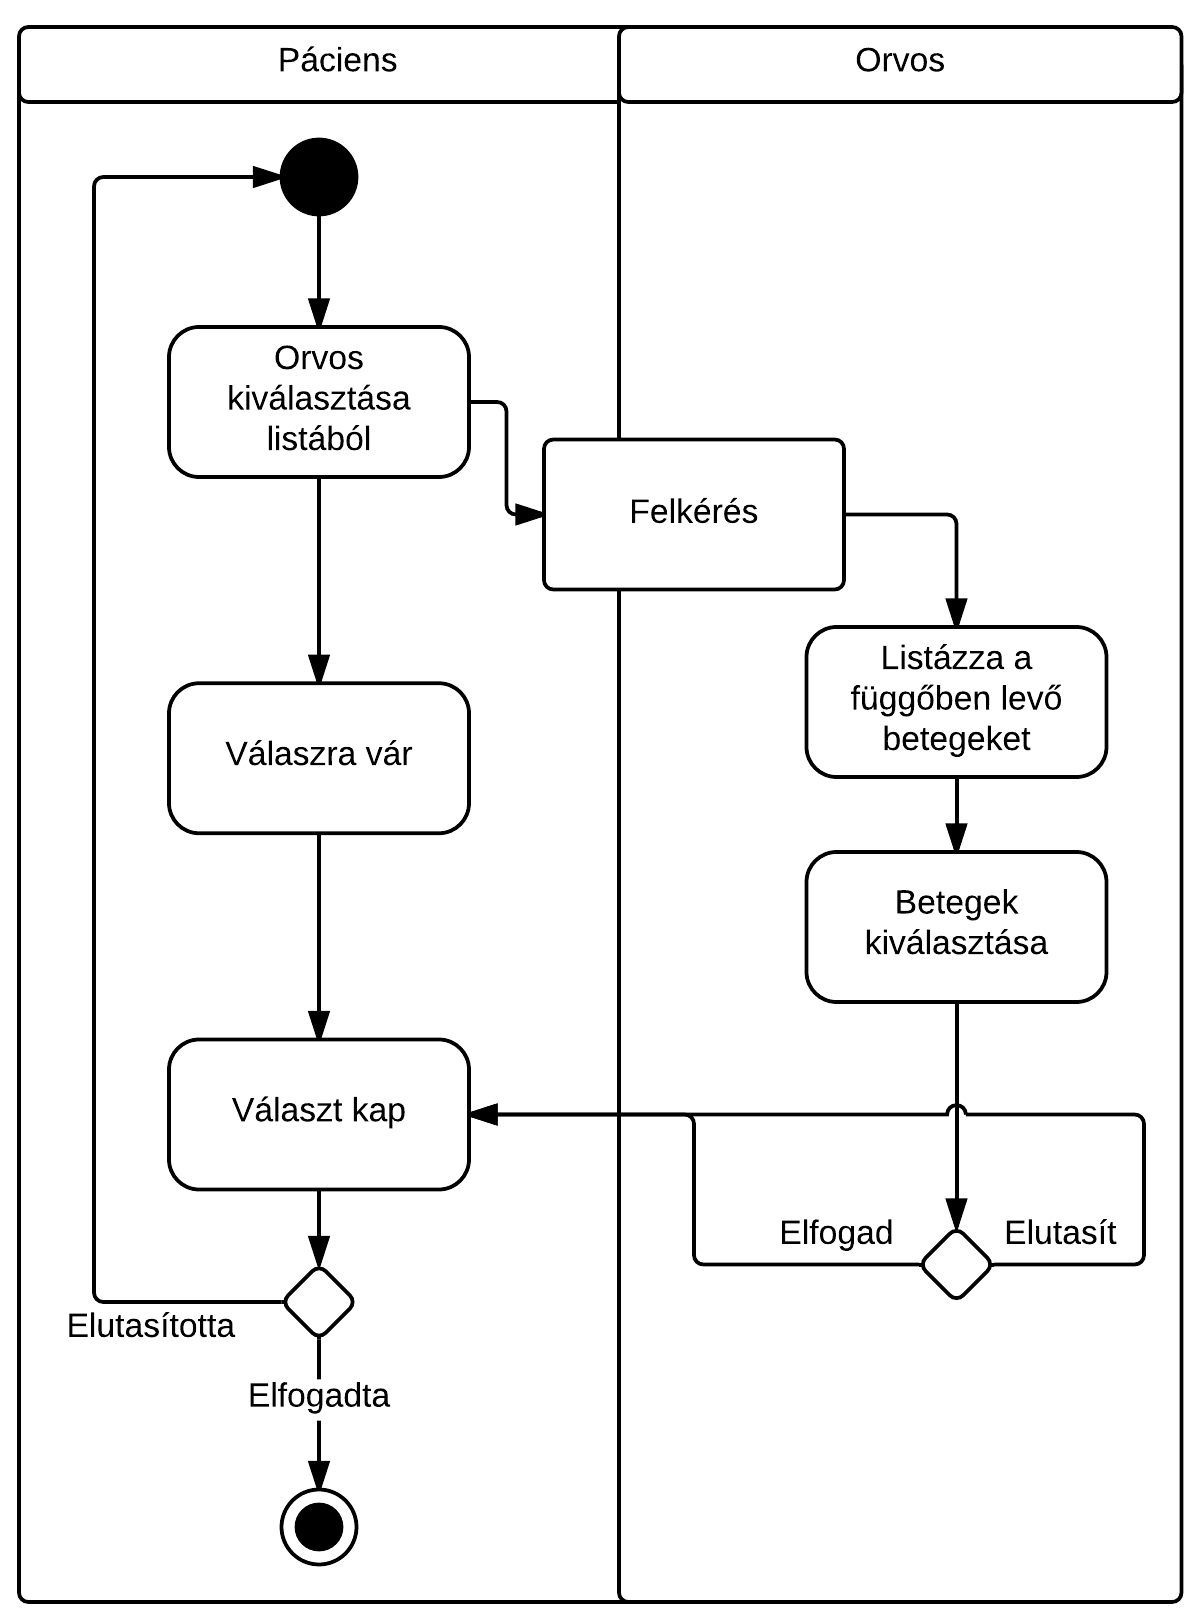 Páciens
Orvos
Orvos
kiválasztása
listából
Felkérés
Listázza a
függőben levő
betegeket
Válaszra vár
Betegek
kiválasztása
Választ kap
Elfogad
Elutasít
Elutasította
Elfogadta